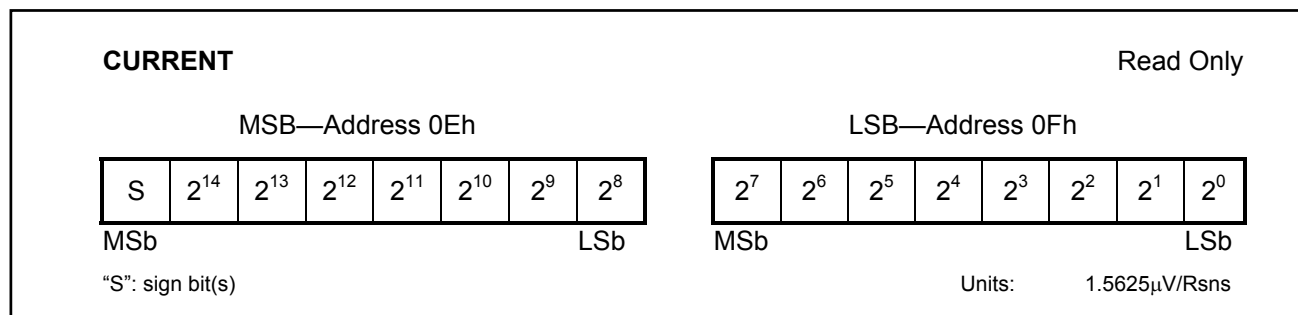 CURRENT Read Only
MSB—Address 0Eh LSB—Address 0Fh
S 2^14 2^13 2^12 2^11 2^10 2^9 2^8 2^7 2^6 2^5 2^4 2^3 2^2 2^1 2^0
MSb LSb MSb LSb
“S”: sign bit(s) Units: 1.5625μV/Rsns